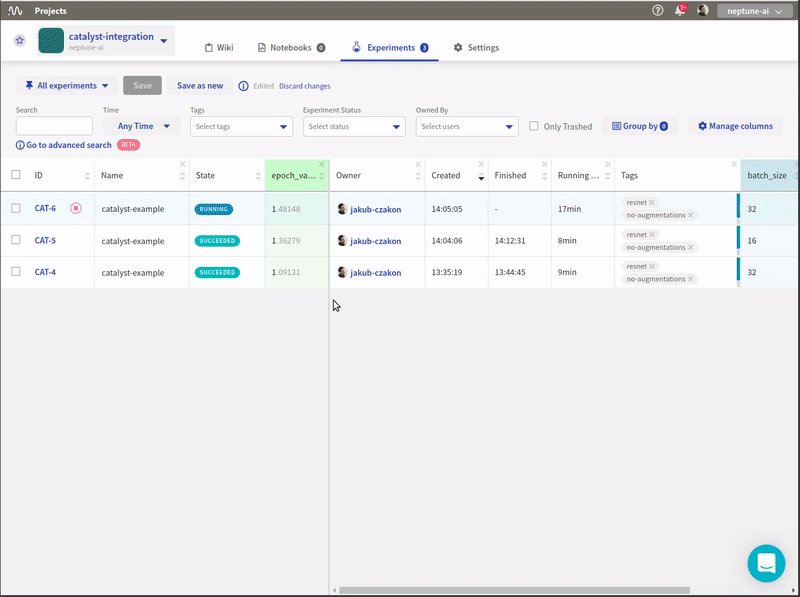 Projects
9+
neptune-ai
catalyst-integration
neptune-ai
Wiki
Notebooks 0
Experiments 3
Settings
All experiments
Save
Save as new
Edited
Discard changes
Search
Time
Tags
Experiment Status
Owned By
Any Time
Select tags
Select status
Select users
Only Trashed
Group by 0
Manage columns
Go to advanced search BETA
ID Name State epoch_va... Owner Created Finished Running ... Tags batch_size
CAT-6 catalyst-example RUNNING 1.48148 jakub-czakon 14:05:05 - 17min resnet no-augmentations 32
CAT-5 catalyst-example SUCCEEDED 1.36279 jakub-czakon 14:04:06 14:12:31 8min resnet no-augmentations 16
CAT-4 catalyst-example SUCCEEDED 1.09131 jakub-czakon 13:35:19 13:44:45 9min resnet no-augmentations 32